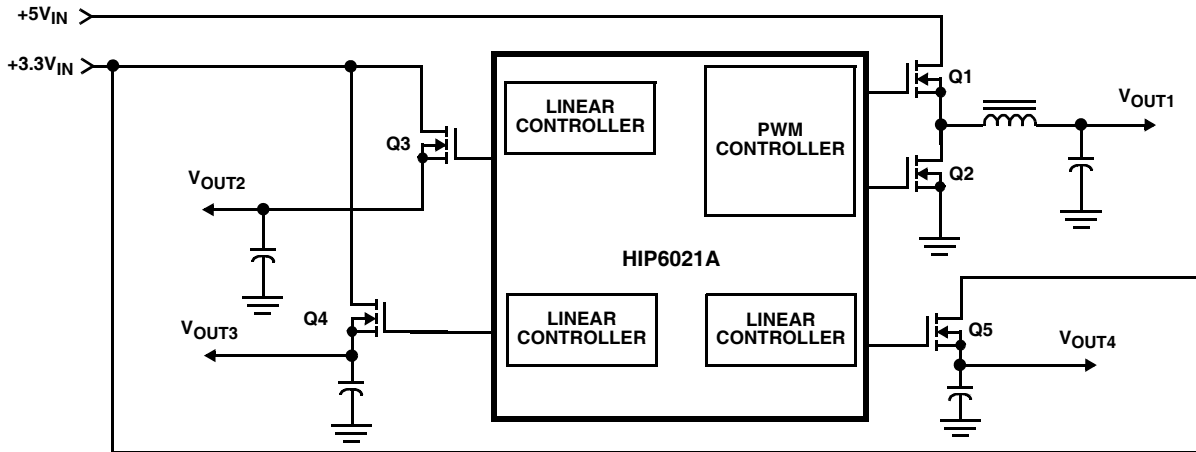 +5VIN
+3.3VIN
LINEAR
CONTROLLER
PWM
CONTROLLER
Q1
VOUT1
Q3
Q2
VOUT2
HIP6021A
Q4
VOUT3
LINEAR
CONTROLLER
LINEAR
CONTROLLER
Q5
VOUT4